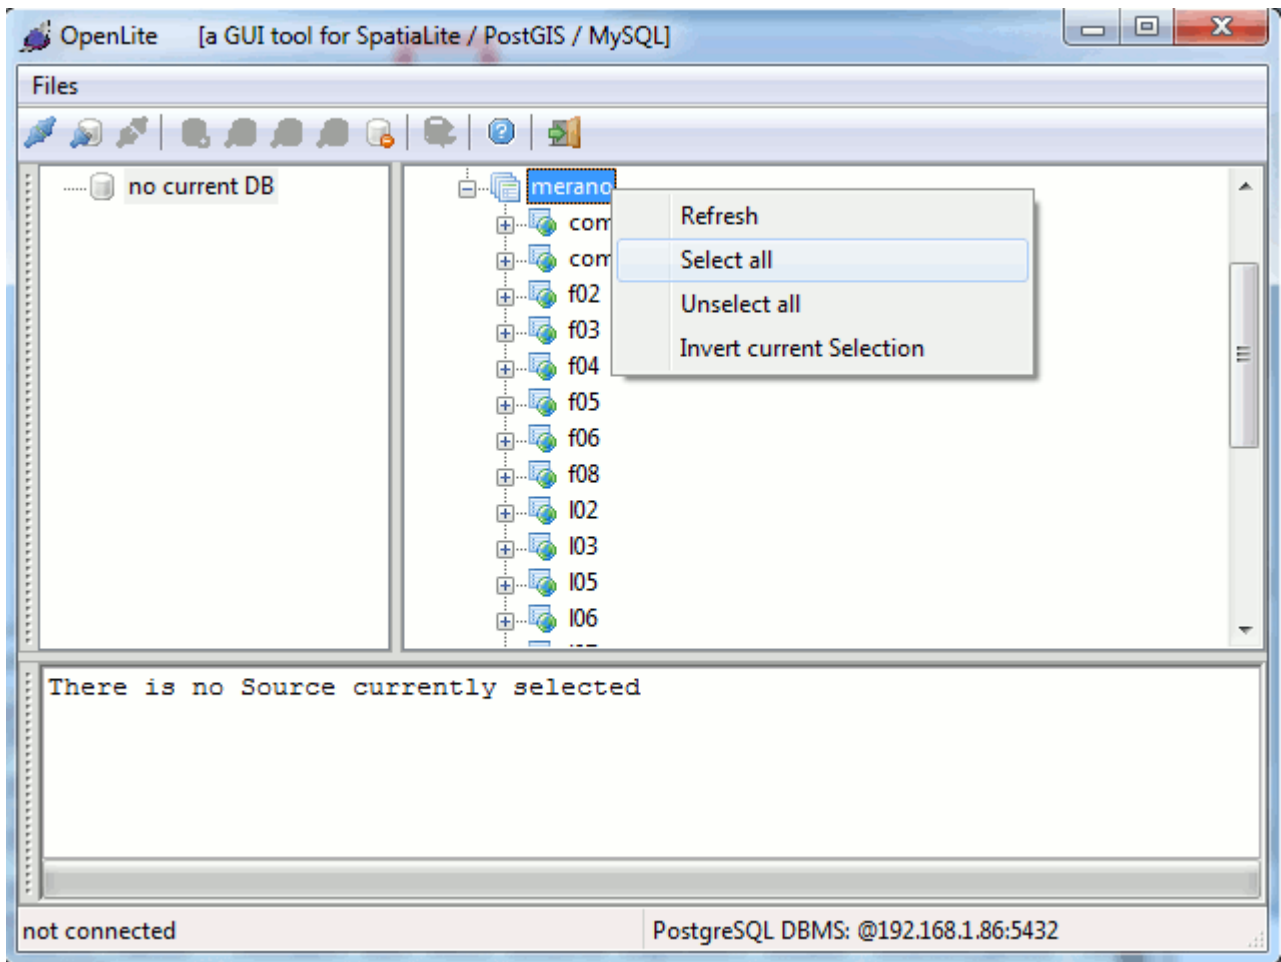 OpenLite [a GUI tool for SpatiaLite / PostGIS / MySQL]
Files
no current DB
merano
Refresh
Select all
Unselect all
Invert current Selection
f02
f03
f04
f05
f06
f08
l02
l03
l05
l06
There is no Source currently selected
not connected
PostgreSQL DBMS: @192.168.1.86:5432